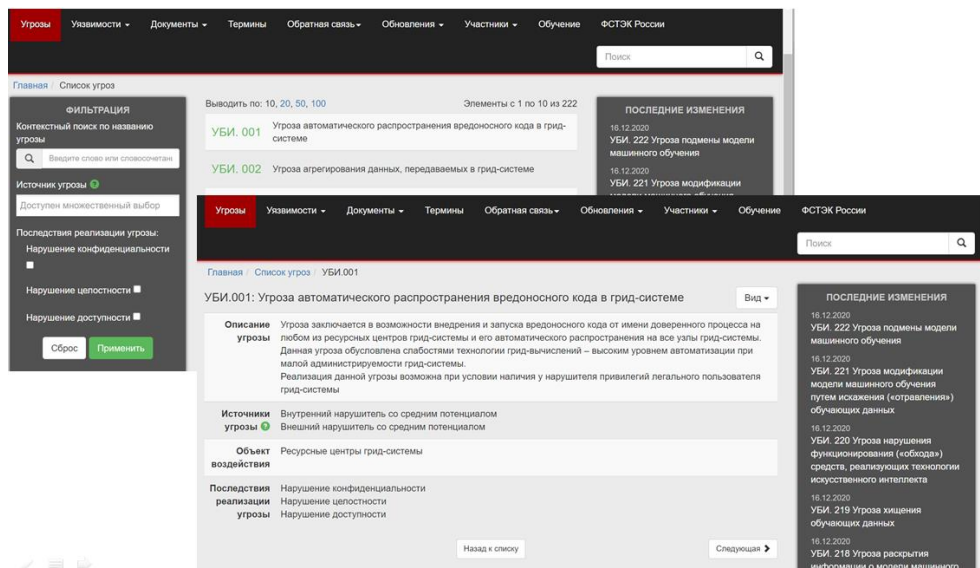 Угрозы Уязвимости Документы Термины Обратная связь Обновления Участники Обучение ФСТЭК России
Поиск
Главная / Список угроз
ФИЛЬТРАЦИЯ
Контекстный поиск по названию
угрозы
Введите слово или словосочетан
Источник угрозы
Доступен множественный выбор
Последствия реализации угрозы:
Нарушение конфиденциальности
Нарушение целостности
Нарушение доступности
Сброс Применить
Выводить по: 10, 20, 50, 100 Элементы с 1 по 10 из 222
УБИ. 001 Угроза автоматического распространения вредоносного кода в грид-
системе
УБИ. 002 Угроза агрегирования данных, передаваемых в грид-системе
ПОСЛЕДНИЕ ИЗМЕНЕНИЯ
16.12.2020
УБИ. 222 Угроза подмены модели
машинного обучения
16.12.2020
УБИ. 221 Угроза модификации
Угрозы Уязвимости Документы Термины Обратная связь Обновления Участники Обучение ФСТЭК России
Поиск
Главная / Список угроз / УБИ.001
УБИ.001: Угроза автоматического распространения вредоносного кода в грид-системе Вид
Описание
угрозы
Угроза заключается в возможности внедрения и запуска вредоносного кода от имени доверенного процесса на
любом из ресурсных центров грид-системы и его автоматического распространения на все узлы грид-системы.
Данная угроза обусловлена слабостями технологии грид-вычислений – высоким уровнем автоматизации при
малой администрируемости грид-системы.
Реализация данной угрозы возможна при условии наличия у нарушителя привилегий легального пользователя
грид-системы
Источники
угрозы
Внутренний нарушитель со средним потенциалом
Внешний нарушитель со средним потенциалом
Объект
воздействия
Ресурсные центры грид-системы
Последствия
реализации
угрозы
Нарушение конфиденциальности
Нарушение целостности
Нарушение доступности
Назад к списку Следующая
ПОСЛЕДНИЕ ИЗМЕНЕНИЯ
16.12.2020
УБИ. 222 Угроза подмены модели
машинного обучения
16.12.2020
УБИ. 221 Угроза модификации
модели машинного обучения
путем искажения («отравления»)
обучающих данных
16.12.2020
УБИ. 220 Угроза нарушения
функционирования («обхода»)
средств, реализующих технологии
искусственного интеллекта
16.12.2020
УБИ. 219 Угроза хищения
обучающих данных
16.12.2020
УБИ. 218 Угроза раскрытия
информации о модели машинного